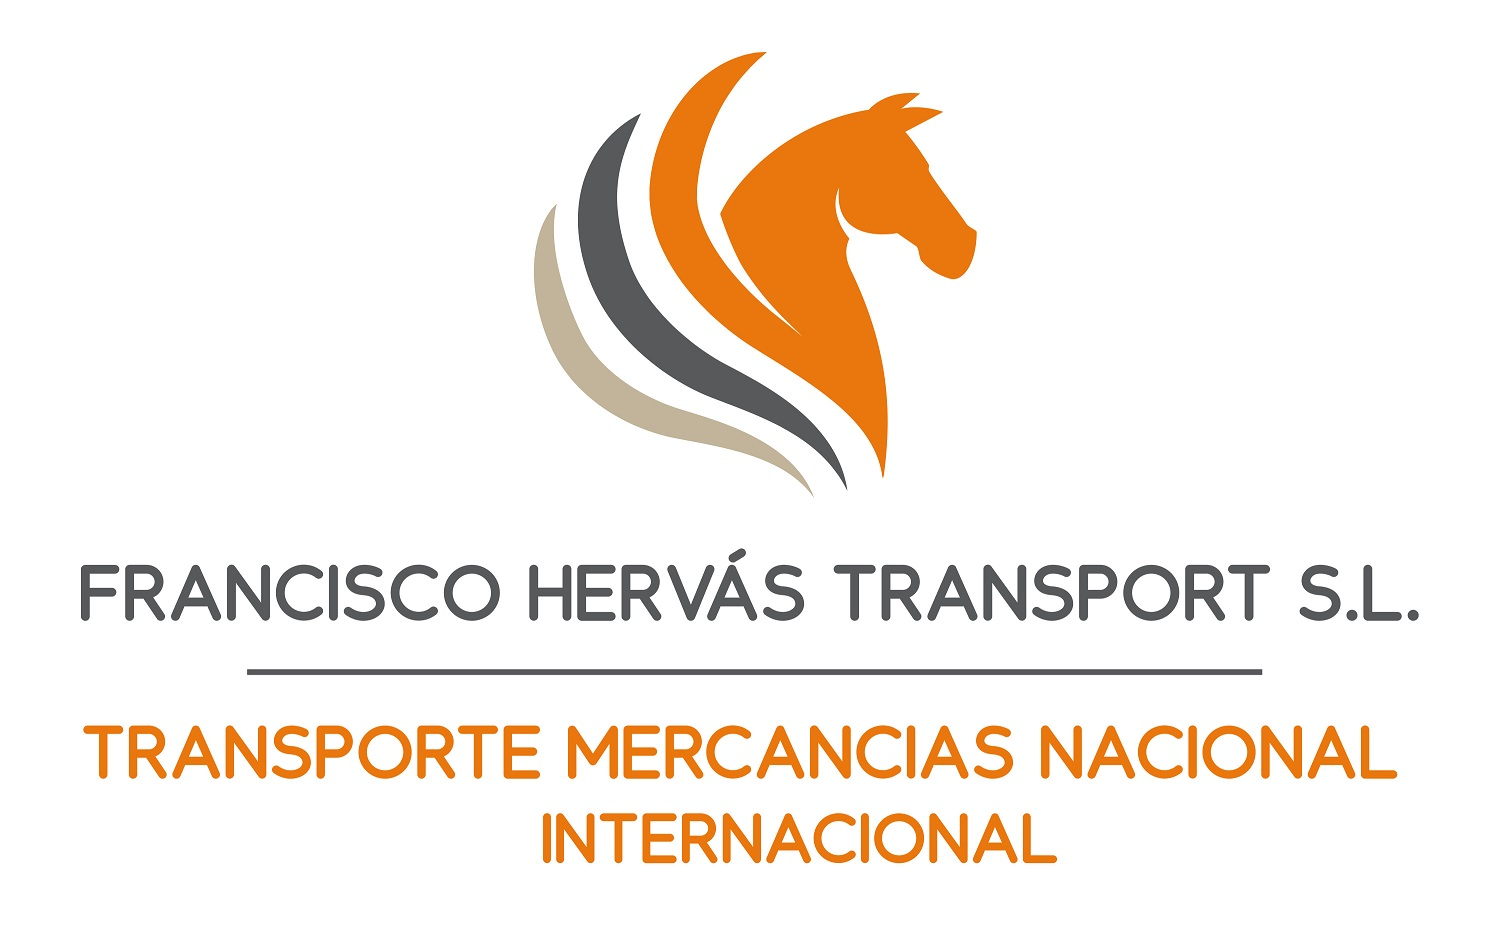 FRANCISCO HERVÁS TRANSPORT S.L.
TRANSPORTE MERCANCIAS NACIONAL
INTERNACIONAL